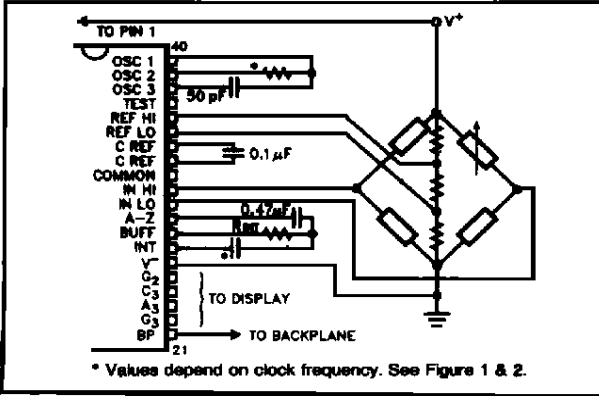 V+
TO PIN 1
40
OSC 1
OSC 2
OSC 3
*
50 pF
TEST
REF HI
REF LO
C REF
0.1 µF
C REF
COMMON
IN HI
IN LO
0.47µF
A-Z
RINT
BUFF
INT
*
V-
G2
C3
TO DISPLAY
A3
G3
BP
TO BACKPLANE
21
* Values depend on clock frequency. See Figure 1 & 2.